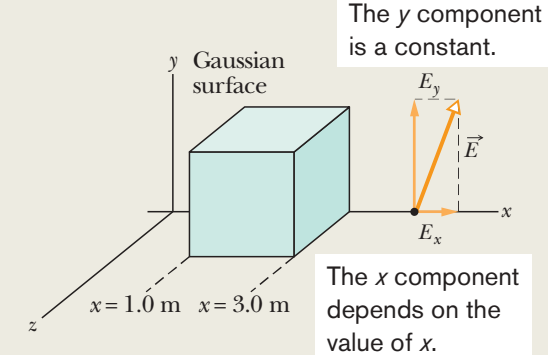 The y component
is a constant.
y Gaussian
surface
E_y
E⃗
x
E_x
x = 1.0 m x = 3.0 m
z
The x component
depends on the
value of x.